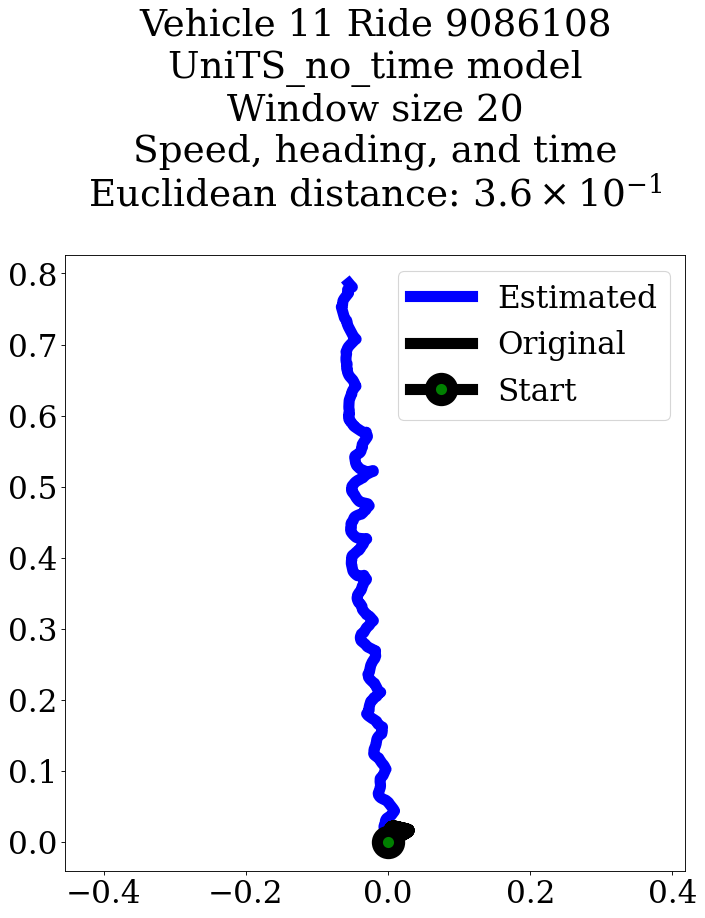 Vehicle 11 Ride 9086108
UniTS_no_time model
Window size 20
Speed, heading, and time
Euclidean distance: 3.6 × 10⁻¹
Estimated
Original
Start
0.8
0.7
0.6
0.5
0.4
0.3
0.2
0.1
0.0
−0.4 −0.2 0.0 0.2 0.4